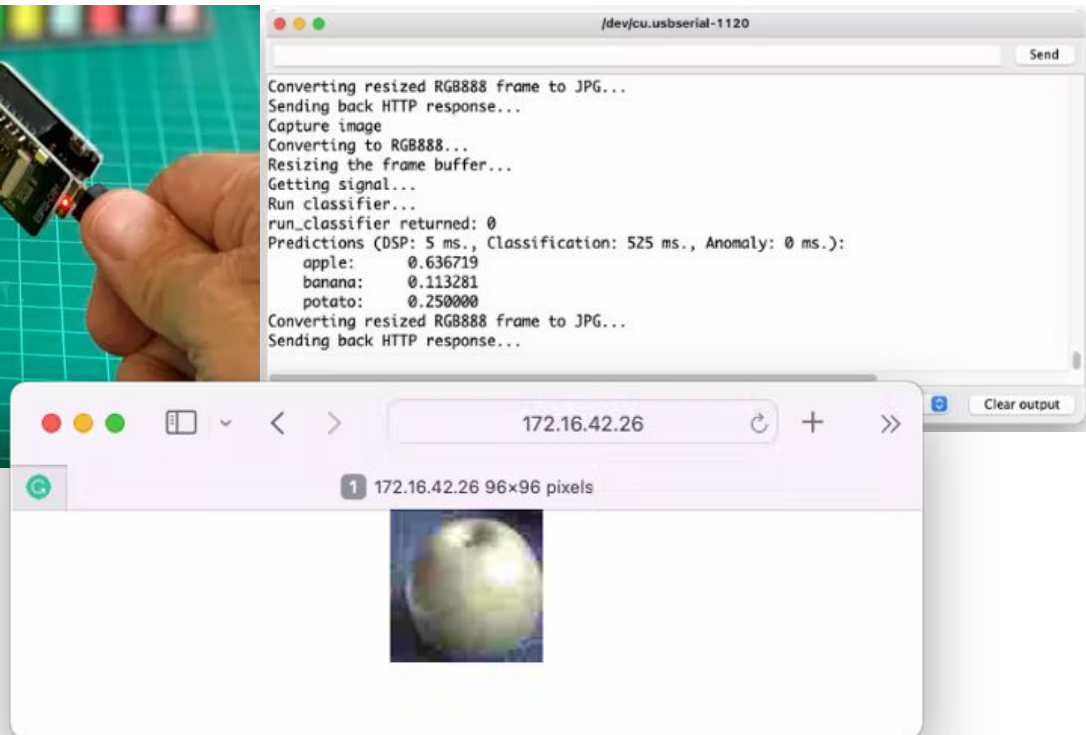 /dev/cu.usbserial-1120
Send
Converting resized RGB888 frame to JPG...
Sending back HTTP response...
Capture image
Converting to RGB888...
Resizing the frame buffer...
Getting signal...
Run classifier...
run_classifier returned: 0
Predictions (DSP: 5 ms., Classification: 525 ms., Anomaly: 0 ms.):
apple: 0.636719
banana: 0.113281
potato: 0.250000
Converting resized RGB888 frame to JPG...
Sending back HTTP response...
Clear output
172.16.42.26
1 172.16.42.26 96×96 pixels